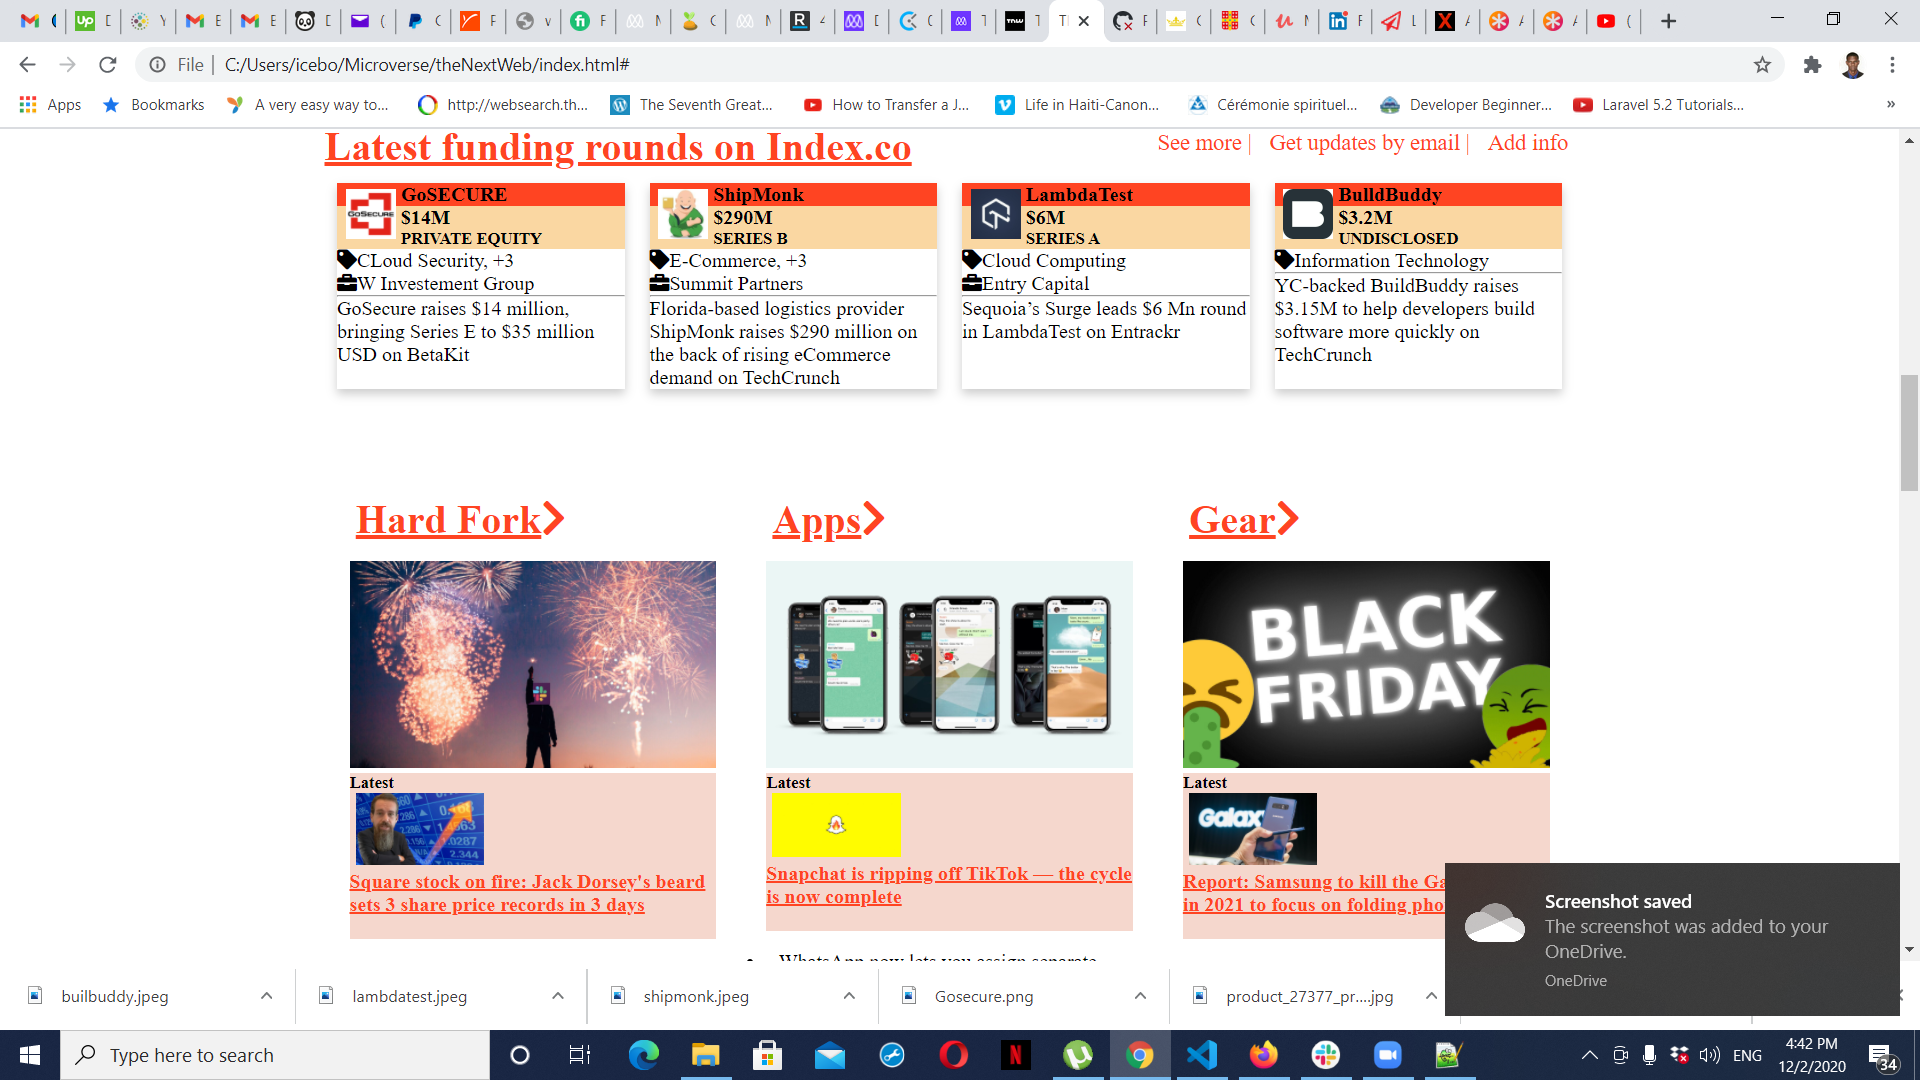 File
C:/Users/icebo/Microverse/theNextWeb/index.html#
Apps
Bookmarks
A very easy way to...
http://websearch.th...
The Seventh Great...
How to Transfer a J...
Life in Haiti-Canon...
Cérémonie spirituel...
Developer Beginner...
Laravel 5.2 Tutorials...
»
Latest funding rounds on Index.co
See more |
Get updates by email |
Add info
GoSECURE
$14M
PRIVATE EQUITY
CLoud Security, +3
W Investement Group
GoSecure raises $14 million,
bringing Series E to $35 million
USD on BetaKit
ShipMonk
$290M
SERIES B
E-Commerce, +3
Summit Partners
Florida-based logistics provider
ShipMonk raises $290 million on
the back of rising eCommerce
demand on TechCrunch
LambdaTest
$6M
SERIES A
Cloud Computing
Entry Capital
Sequoia’s Surge leads $6 Mn round
in LambdaTest on Entrackr
BuildBuddy
$3.2M
UNDISCLOSED
Information Technology
YC-backed BuildBuddy raises
$3.15M to help developers build
software more quickly on
TechCrunch
Hard Fork
Apps
Gear
BLACK
FRIDAY
Latest
Square stock on fire: Jack Dorsey's beard
sets 3 share price records in 3 days
Latest
Snapchat is ripping off TikTok — the cycle
is now complete
Latest
Galaxy
Report: Samsung to kill the Ga
in 2021 to focus on folding pho
WhatsApp now lets you assign separate
Screenshot saved
The screenshot was added to your
OneDrive.
OneDrive
builbuddy.jpeg
lambdatest.jpeg
shipmonk.jpeg
Gosecure.png
product_27377_pr....jpg
Type here to search
ENG
4:42 PM
12/2/2020
34